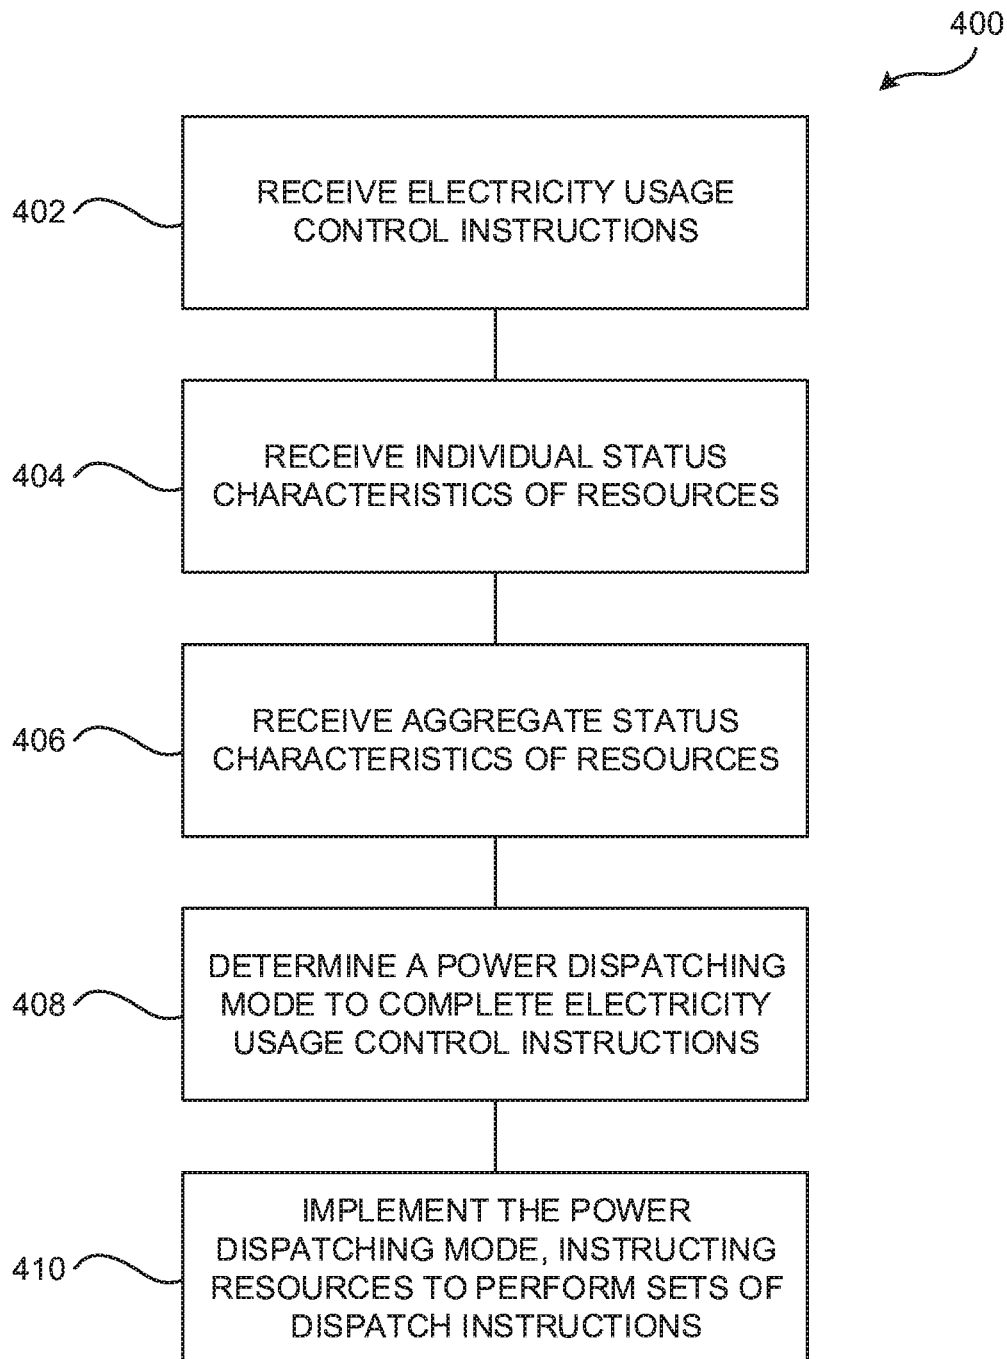 400
402
RECEIVE ELECTRICITY USAGE
CONTROL INSTRUCTIONS
404
RECEIVE INDIVIDUAL STATUS
CHARACTERISTICS OF RESOURCES
406
RECEIVE AGGREGATE STATUS
CHARACTERISTICS OF RESOURCES
408
DETERMINE A POWER DISPATCHING
MODE TO COMPLETE ELECTRICITY
USAGE CONTROL INSTRUCTIONS
410
IMPLEMENT THE POWER
DISPATCHING MODE, INSTRUCTING
RESOURCES TO PERFORM SETS OF
DISPATCH INSTRUCTIONS